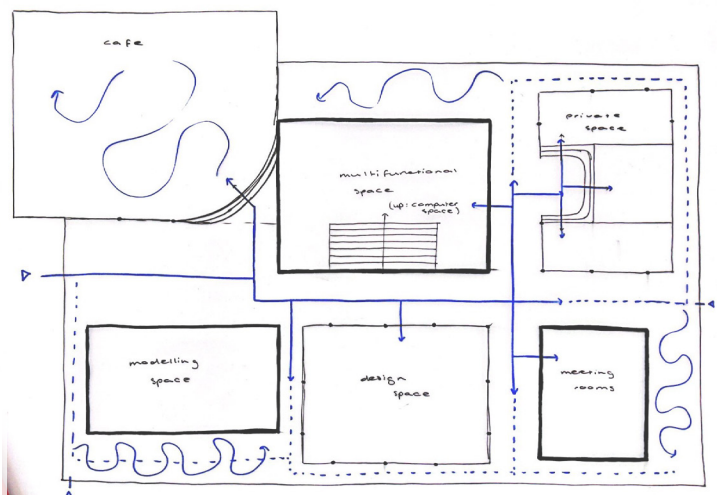 cafe
private
space
multifunctional
space
(up: computer
space)
modelling
space
design
space
meeting
rooms